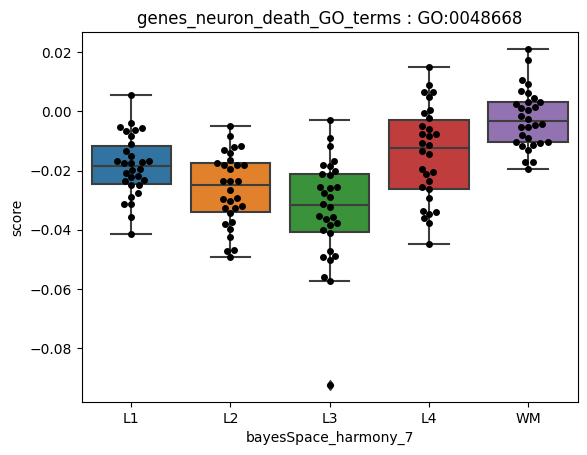 genes_neuron_death_GO_terms : GO:0048668
0.02
0.00
−0.02
−0.04
−0.06
−0.08
score
L1 L2 L3 L4 WM
bayesSpace_harmony_7